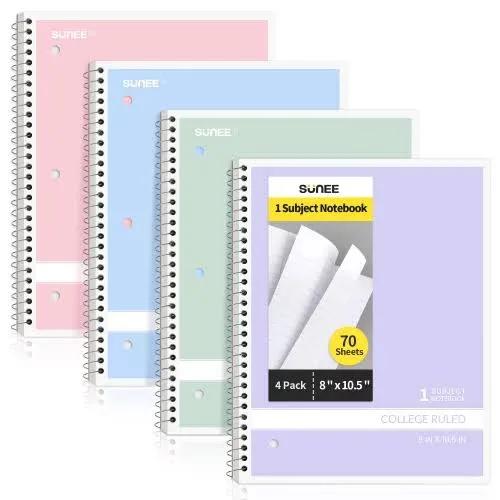 SUNEE
SUNEE
SUNEE
SUNEE
1 Subject Notebook
70
Sheets
4 Pack
8 " x 10.5 "
1 SUBJECT
NOTEBOOK
COLLEGE RULED
8 IN X 10.5 IN